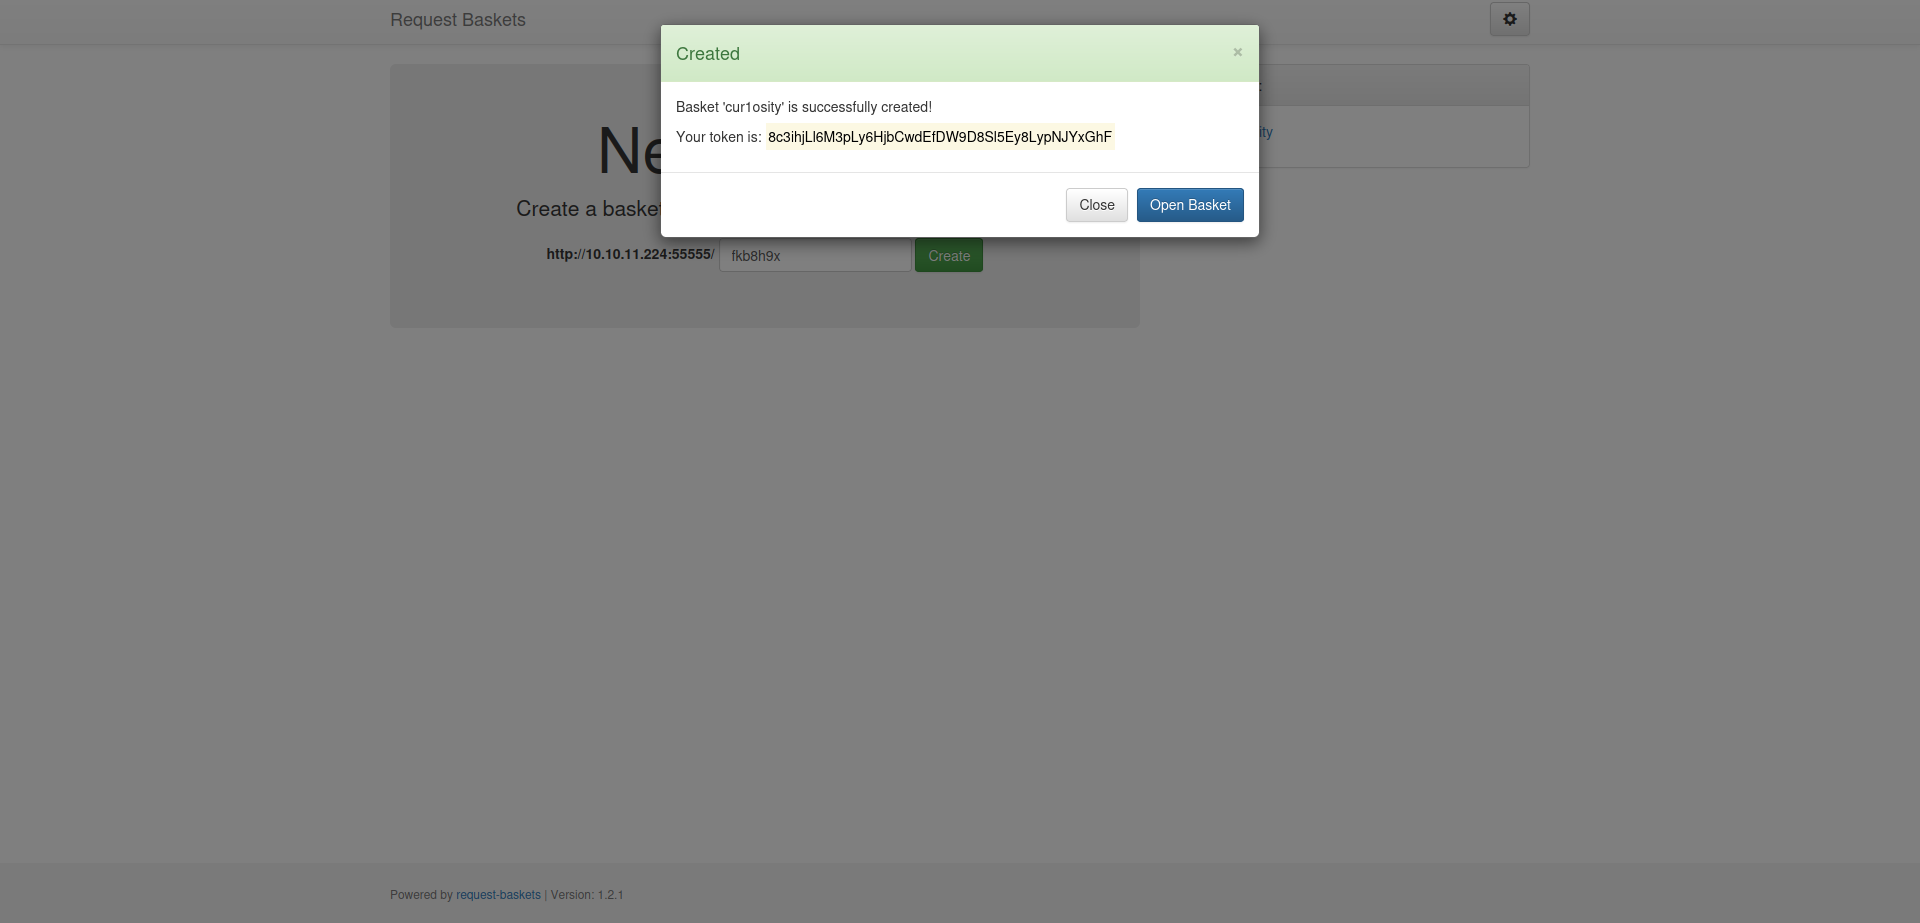 Request Baskets
Created
×
Basket 'cur1osity' is successfully created!
Your token is: 8c3ihjLl6M3pLy6HjbCwdEfDW9D8Sl5Ey8LypNJYxGhF
ity
Ne
Create a basket
Close
Open Basket
http://10.10.11.224:55555/
fkb8h9x
Create
Powered by request-baskets | Version: 1.2.1